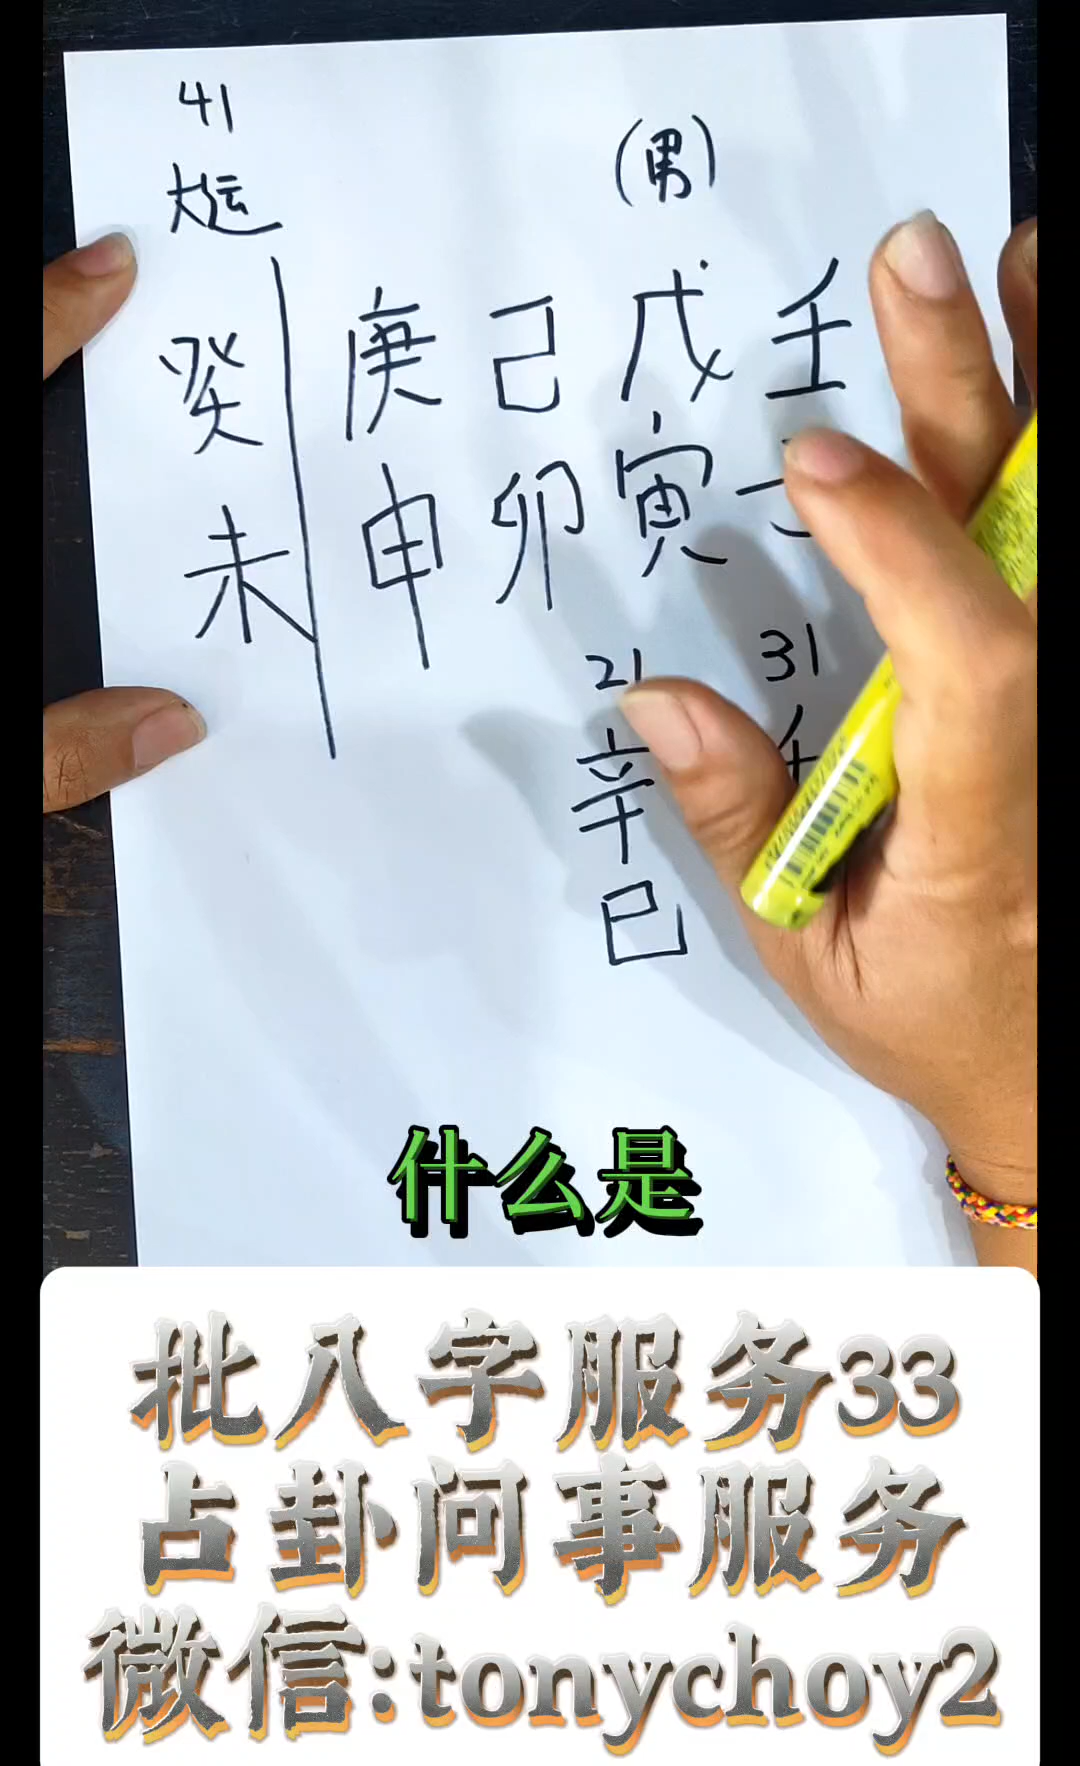 41
大运
(男)
癸 庚 己 戊 壬
未 申 卯 寅
21 31
辛
巳
什么是
批八字服务33
占卦问事服务
微信:tonychoy2